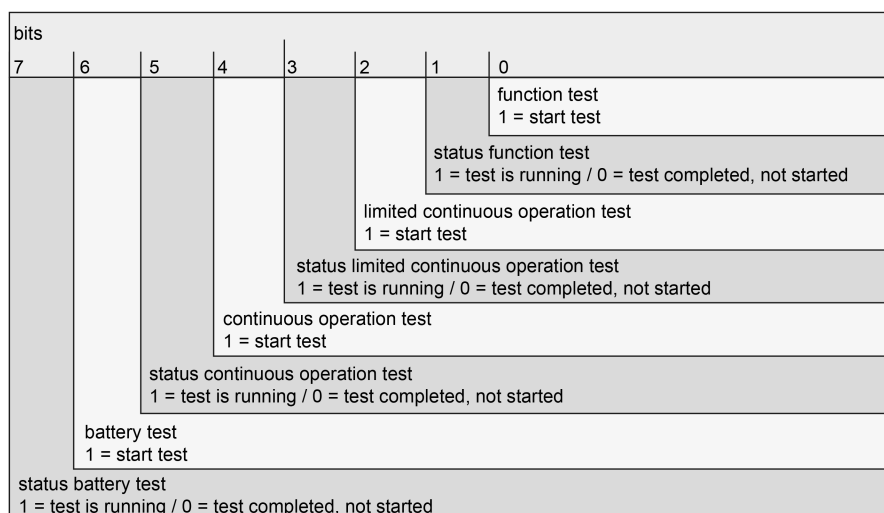 bits
7 6 5 4 3 2 1 0
function test
1 = start test
status function test
1 = test is running / 0 = test completed, not started
limited continuous operation test
1 = start test
status limited continuous operation test
1 = test is running / 0 = test completed, not started
continuous operation test
1 = start test
status continuous operation test
1 = test is running / 0 = test completed, not started
battery test
1 = start test
status battery test
1 = test is running / 0 = test completed, not started